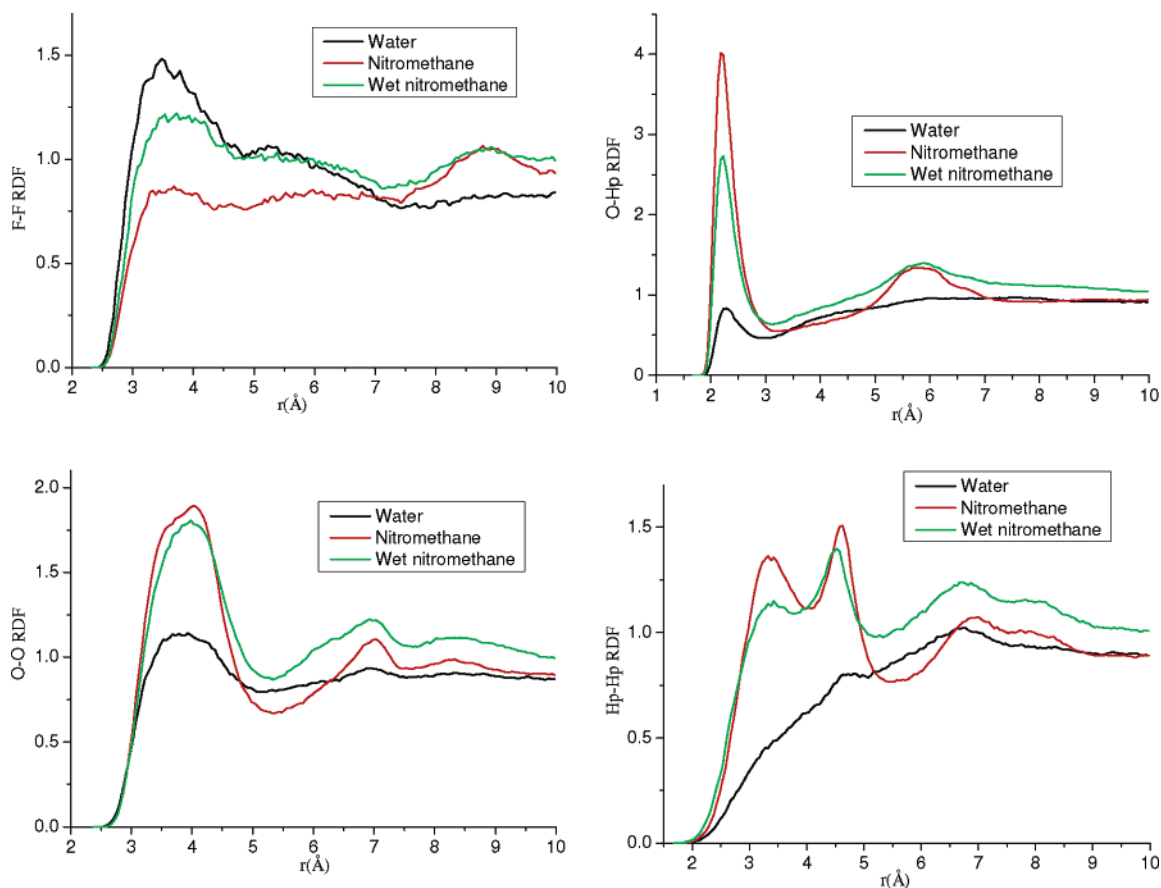 F-F RDF
1.5
1.0
0.5
0.0
Water
Nitromethane
Wet nitromethane
2 3 4 5 6 7 8 9 10
r(Å)
O-Hp RDF
4
3
2
1
0
Water
Nitromethane
Wet nitromethane
1 2 3 4 5 6 7 8 9 10
r(Å)
O-O RDF
2.0
1.5
1.0
0.5
0.0
Water
Nitromethane
Wet nitromethane
2 3 4 5 6 7 8 9 10
r(Å)
Hp-Hp RDF
1.5
1.0
0.5
0.0
Water
Nitromethane
Wet nitromethane
2 3 4 5 6 7 8 9 10
r(Å)